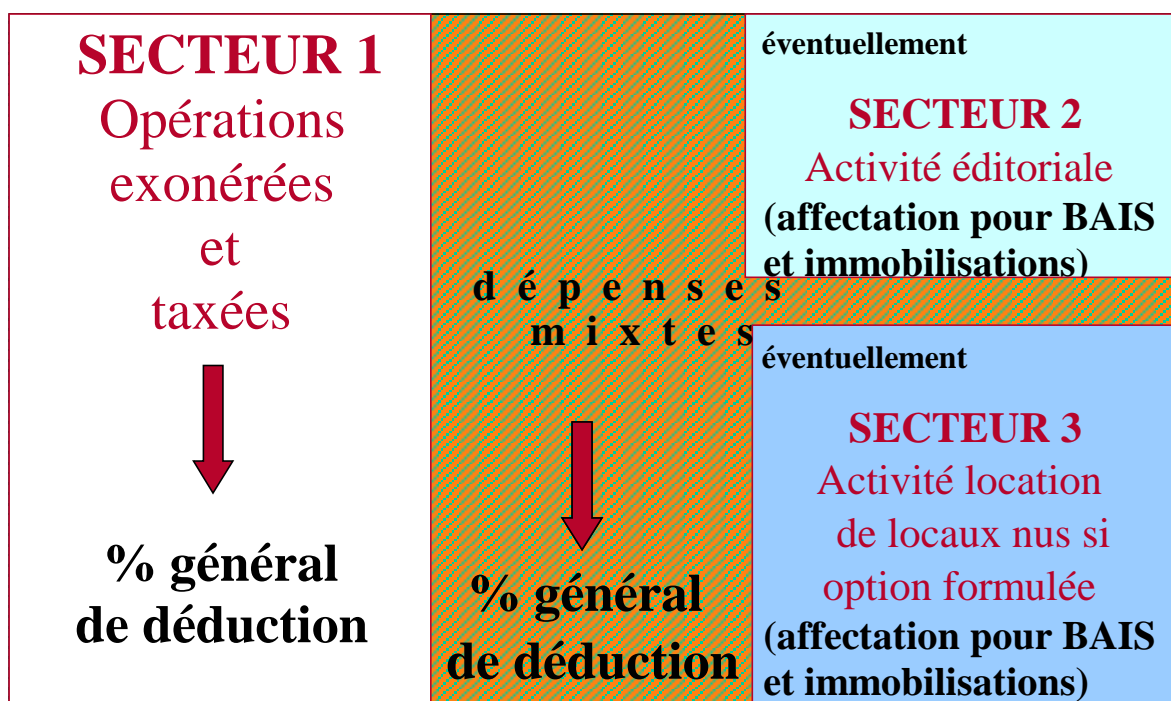 SECTEUR 1
Opérations
exonérées
et
taxées
% général
de déduction
d é p e n s e s
m i x t e s
% général
de déduction
éventuellement
SECTEUR 2
Activité éditoriale
(affectation pour BAIS
et immobilisations)
éventuellement
SECTEUR 3
Activité location
de locaux nus si
option formulée
(affectation pour BAIS
et immobilisations)